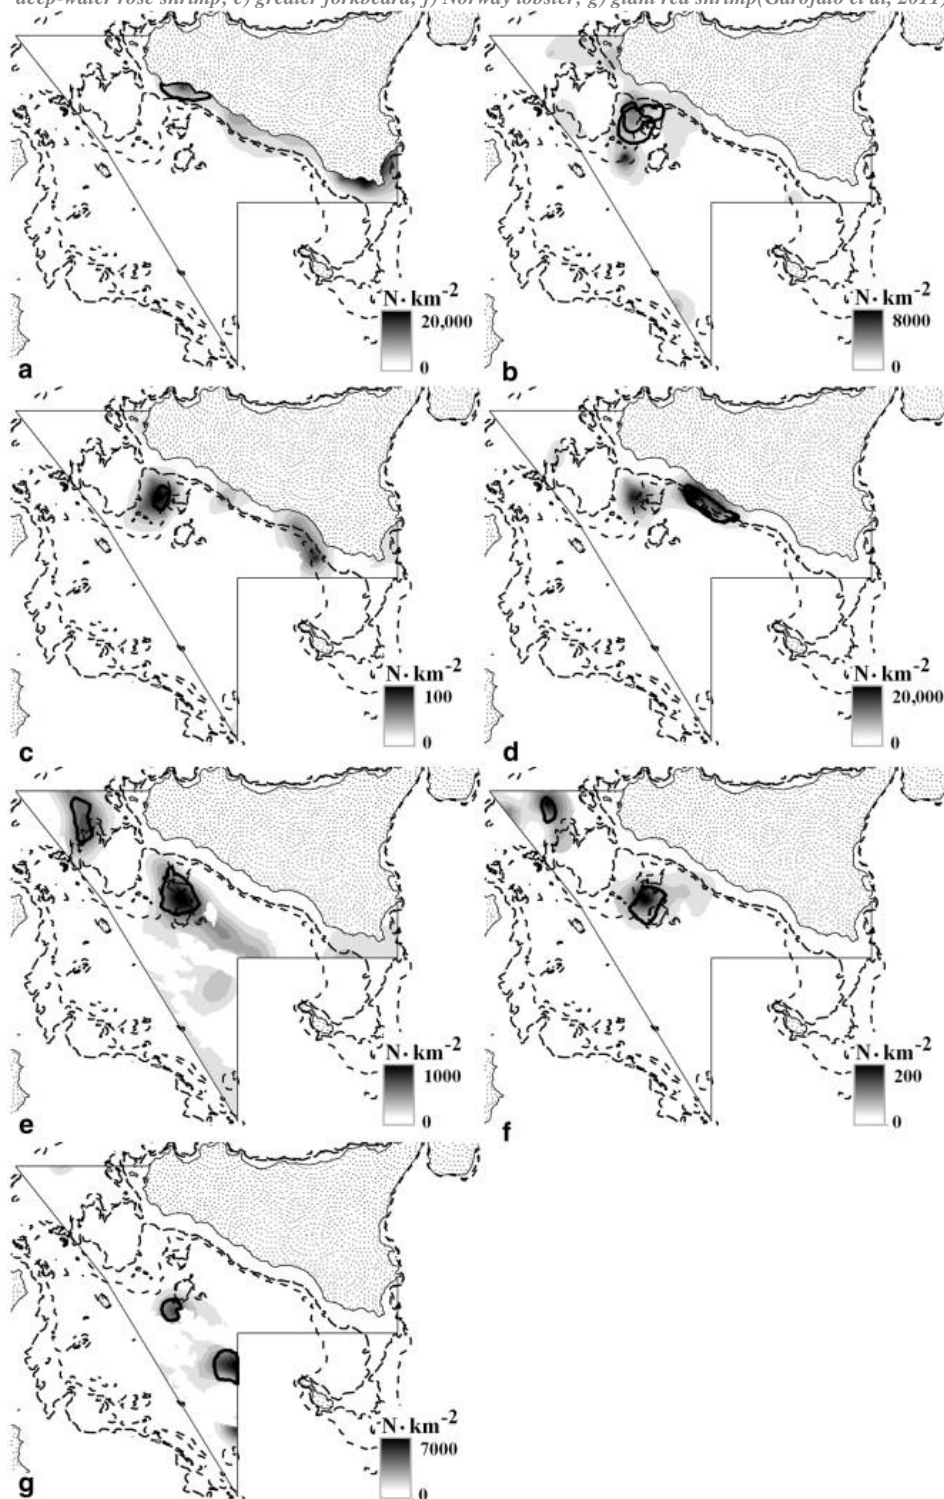 deep-water rose shrimp; e) greater forkbeard; f) Norway lobster; g) giant red shrimp(Garofalo et al, 2011)
N· km-2
20,000
0
a
N· km-2
8000
0
b
N· km-2
100
0
c
N· km-2
20,000
0
d
N· km-2
1000
0
e
N· km-2
200
0
f
N· km-2
7000
0
g